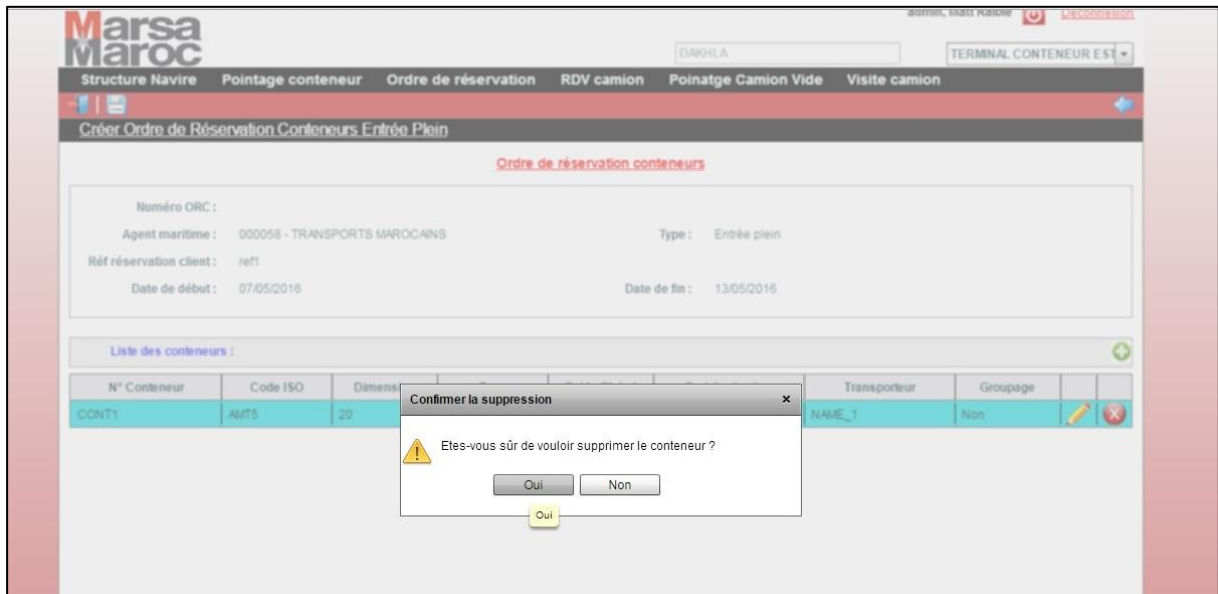 Marsa
Maroc
admin, Matt Rabie Déconnexion
DAKHLA TERMINAL CONTENEUR EST
Structure Navire Pointage conteneur Ordre de réservation RDV camion Poinatge Camion Vide Visite camion
Créer Ordre de Réservation Conteneurs Entrée Plein
Ordre de réservation conteneurs
Numéro ORC :
Agent maritime : 000058 - TRANSPORTS MAROCAINS Type : Entrée plein
Réf réservation client : ref1
Date de début : 07/05/2016 Date de fin : 13/05/2016
Liste des conteneurs :
N° Conteneur Code ISO Transporteur Groupage
CONT1 AMT5 20 NAME_1 Non
Confirmer la suppression
Etes-vous sûr de vouloir supprimer le conteneur ?
Oui Non
Oui